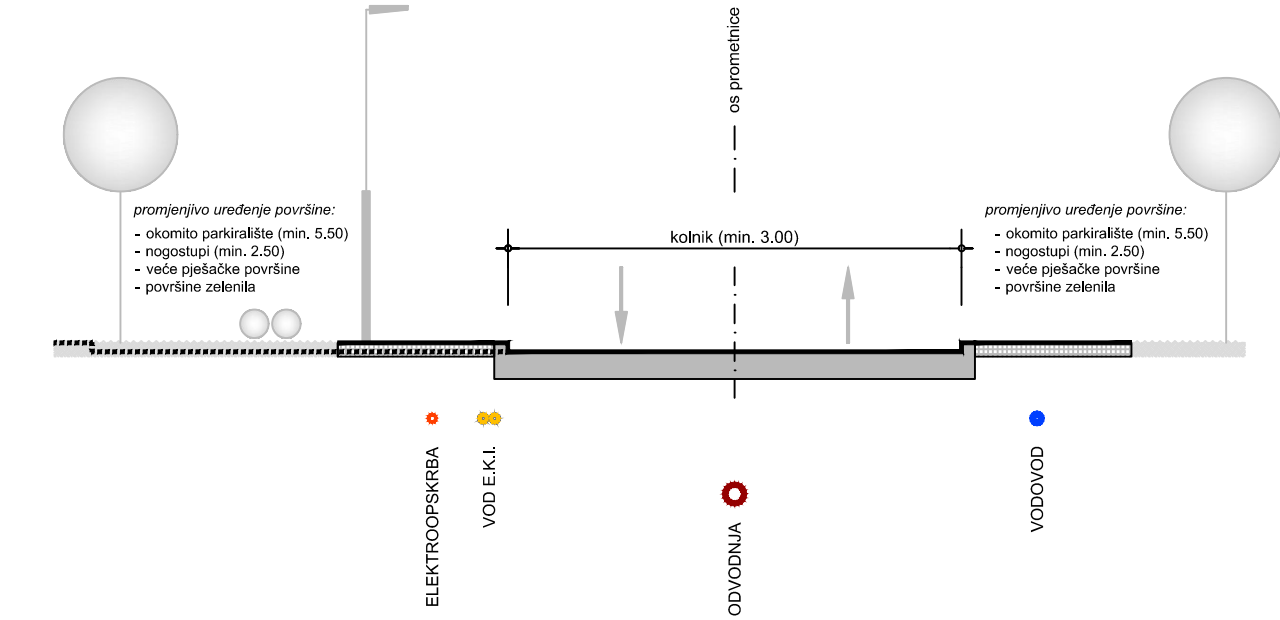 os prometnice
promjenjivo uređenje površine:
- okomito parkiralište (min. 5.50)
- nogostupi (min. 2.50)
- veće pješačke površine
- površine zelenila
kolnik (min. 3.00)
promjenjivo uređenje površine:
- okomito parkiralište (min. 5.50)
- nogostupi (min. 2.50)
- veće pješačke površine
- površine zelenila
ELEKTROOPSKRBA
VOD E.K.I.
ODVODNJA
VODOVOD